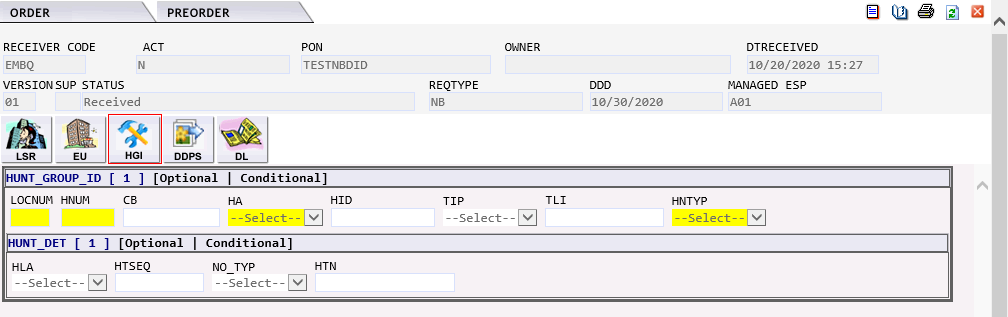 ORDER PREORDER
RECEIVER CODE ACT PON OWNER DTRECEIVED
EMBQ N TESTNBDID 10/20/2020 15:27
VERSION SUP STATUS REQTYPE DDD MANAGED ESP
01 Received NB 10/30/2020 A01
LSR EU HGI DDPS DL
HUNT_GROUP_ID [ 1 ] [Optional | Conditional]
LOCNUM HNUM CB HA HID TIP TLI HNTYP
--Select-- --Select-- --Select--
HUNT_DET [ 1 ] [Optional | Conditional]
HLA HTSEQ NO_TYP HTN
--Select-- --Select--